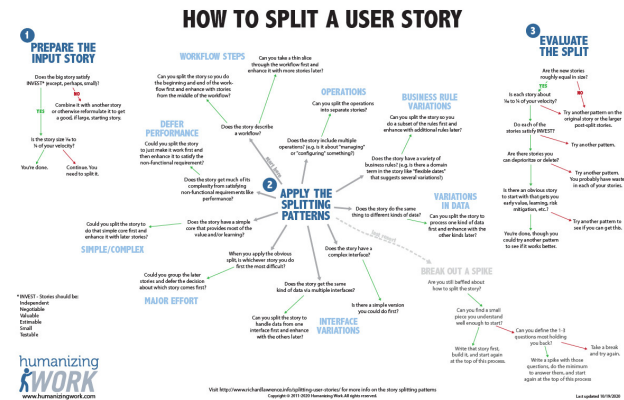 HOW TO SPLIT A USER STORY
1
PREPARE THE
INPUT STORY
Does the big story satisfy
INVEST* (except, perhaps, small)?
YES
NO
Combine it with another story
or otherwise reformulate it to get
a good, if large, starting story.
Is the story size 1/10 to
1/6 of your velocity?
You're done.
Continue. You
need to split it.
2
APPLY THE
SPLITTING
PATTERNS
start here
last resort
WORKFLOW STEPS
Can you split the story so you do
the beginning and end of the work-
flow first and enhance with stories
from the middle of the workflow?
Can you take a thin slice
through the workflow first and
enhance it with more stories later?
Does the story describe
a workflow?
OPERATIONS
Can you split the operations
into separate stories?
Does the story include multiple
operations? (e.g. is it about "managing"
or "configuring" something?)
BUSINESS RULE
VARIATIONS
Can you split the story so you
do a subset of the rules first and
enhance with additional rules later?
Does the story have a variety of
business rules? (e.g. is there a domain
term in the story like "flexible dates"
that suggests several variations?)
VARIATIONS
IN DATA
Can you split the story to
process one kind of data
first and enhance with the
other kinds later?
Does the story do the same
thing to different kinds of data?
DEFER
PERFORMANCE
Could you split the story
to just make it work first and
then enhance it to satisfy the
non-functional requirement?
Does the story get much of its
complexity from satisfying
non-functional requirements like
performance?
Could you split the story to
do that simple core first and
enhance it with later stories?
SIMPLE/COMPLEX
Does the story have a simple
core that provides most of the
value and/or learning?
When you apply the obvious
split, is whichever story you do
first the most difficult?
Could you group the later
stories and defer the decision
about which story comes first?
MAJOR EFFORT
Does the story get the same
kind of data via multiple interfaces?
Can you split the story to
handle data from one
interface first and enhance
with the others later?
INTERFACE
VARIATIONS
Does the story have a
complex interface?
Is there a simple version
you could do first?
BREAK OUT A SPIKE
Are you still baffled about
how to split the story?
Can you find a small
piece you understand
well enough to start?
Write that story first,
build it, and start again
at the top of this process.
Can you define the 1-3
questions most holding
you back?
Take a break
and try again.
Write a spike with those
questions, do the minimum
to answer them, and start
again at the top of this process
3
EVALUATE
THE SPLIT
Are the new stories
roughly equal in size?
YES
NO
Is each story about
1/10 to 1/6 of your velocity?
Try another pattern on the
original story or the larger
post-split stories.
Do each of the
stories satisfy INVEST?
Try another pattern.
Are there stories you
can deprioritize or delete?
Try another pattern.
You probably have waste
in each of your stories.
Is there an obvious story
to start with that gets you
early value, learning, risk
mitigation, etc.?
Try another pattern to
see if you can get this.
You're done, though you
could try another pattern
to see if it works better.
* INVEST - Stories should be:
Independent
Negotiable
Valuable
Estimable
Small
Testable
humanizing
WORK
www.humanizingwork.com
Visit http://www.richardlawrence.info/splitting-user-stories/ for more info on the story splitting patterns
Copyright © 2011-2020 Humanizing Work. All rights reserved.
Last updated 10/19/2020